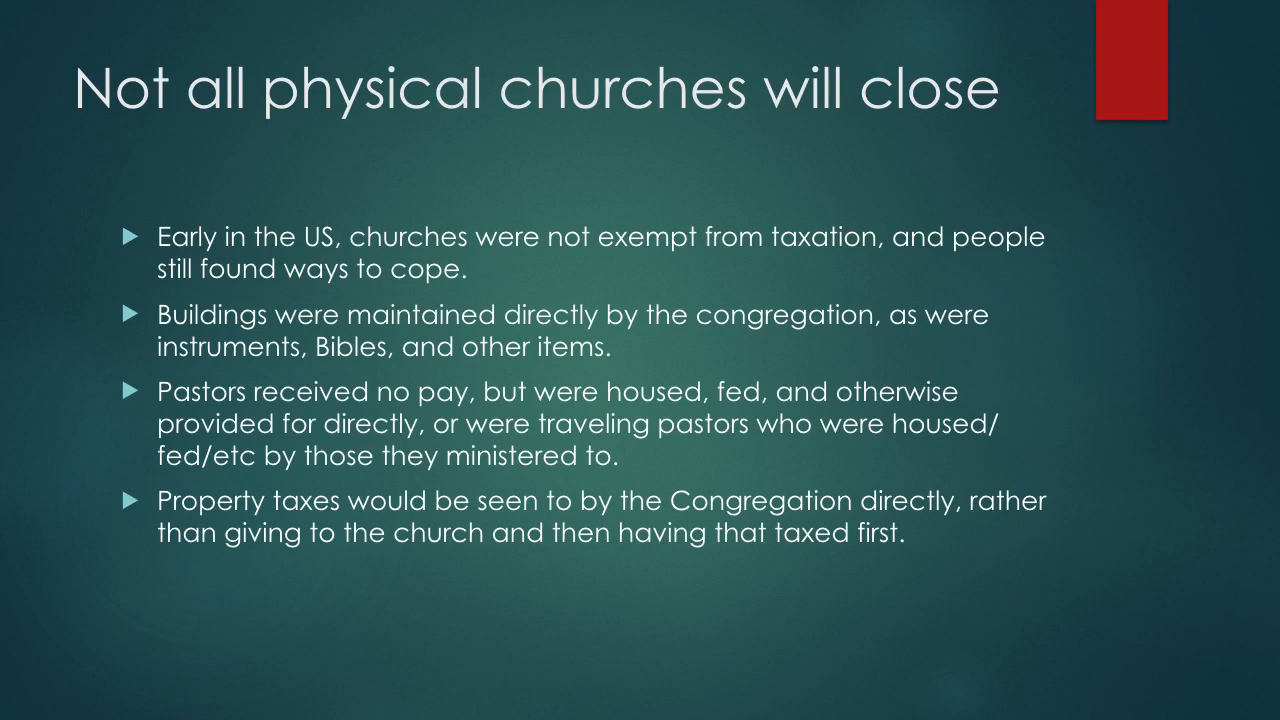 Not all physical churches will close
Early in the US, churches were not exempt from taxation, and people
still found ways to cope.
Buildings were maintained directly by the congregation, as were
instruments, Bibles, and other items.
Pastors received no pay, but were housed, fed, and otherwise
provided for directly, or were traveling pastors who were housed/
fed/etc by those they ministered to.
Property taxes would be seen to by the Congregation directly, rather
than giving to the church and then having that taxed first.